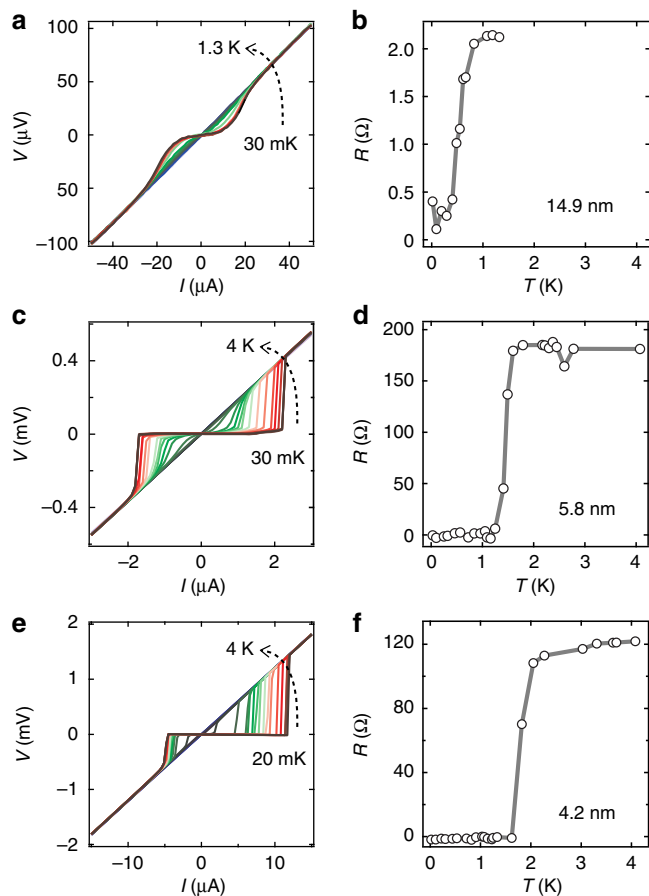 a
100
50
0
50
−100
V (μV)
1.3 K
30 mK
−40
−20
0
20
40
I (μA)
b
2.0
1.5
1.0
0.5
0
R (Ω)
14.9 nm
0
1
2
3
4
T (K)
c
0.4
0
−0.4
V (mV)
4 K
30 mK
−2
0
2
I (μA)
d
200
150
100
50
0
R (Ω)
5.8 nm
0
1
2
3
4
T (K)
e
2
1
0
−1
−2
V (mV)
4 K
20 mK
−10
0
10
I (μA)
f
120
80
40
0
R (Ω)
4.2 nm
0
1
2
3
4
T (K)